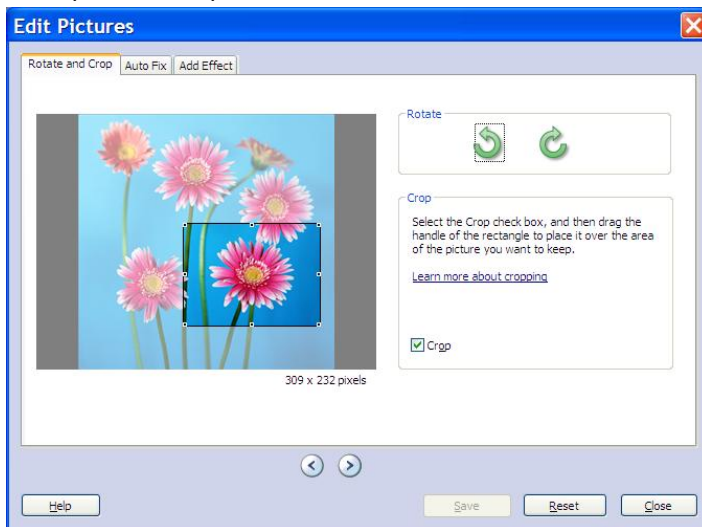 Edit Pictures
Rotate and Crop Auto Fix Add Effect
Rotate
Crop
Select the Crop check box, and then drag the
handle of the rectangle to place it over the area
of the picture you want to keep.
Learn more about cropping
Crop
309 x 232 pixels
Help Save Reset Close